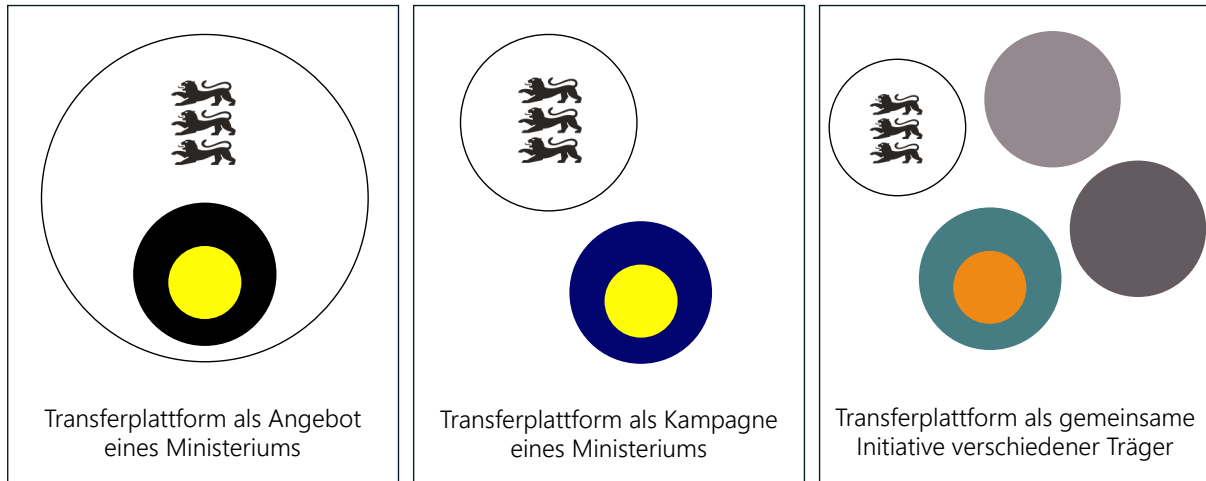 Transferplattform als Angebot
eines Ministeriums
Transferplattform als Kampagne
eines Ministeriums
Transferplattform als gemeinsame
Initiative verschiedener Träger